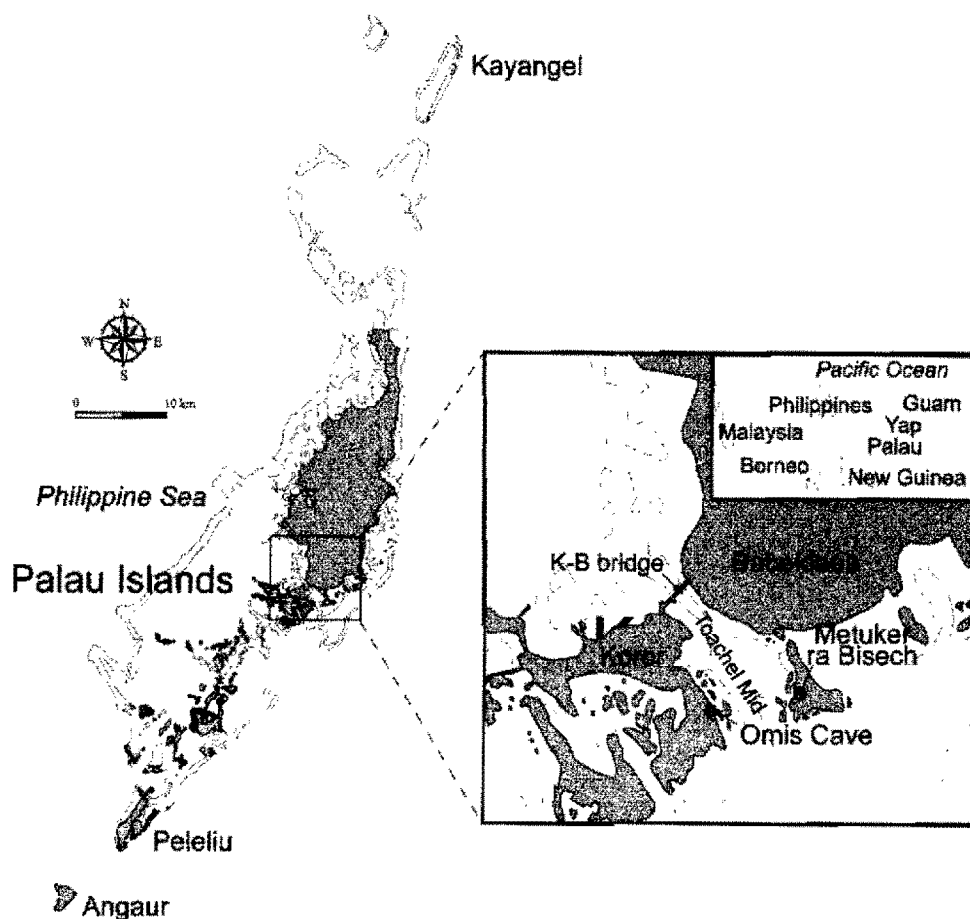 Kayangel
N
W E
S
0 10 km
Philippine Sea
Palau Islands
Peleliu
Angaur
Pacific Ocean
Philippines Guam
Malaysia Yap
Palau
Borneo New Guinea
K-B bridge
Babeldaob
Koror
Toachel Mid
Metuker
ra Bisech
Omis Cave